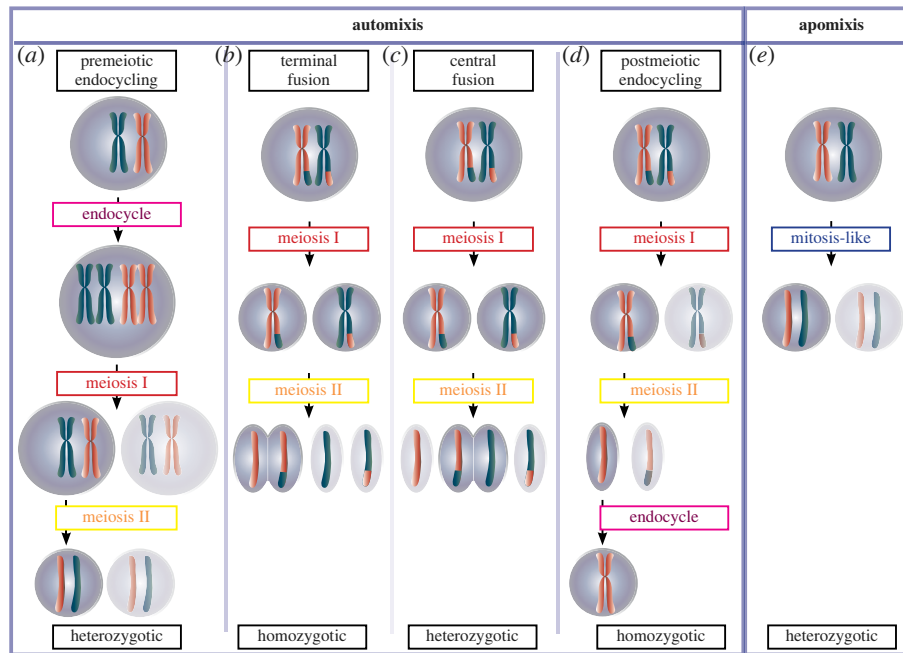 automixis
apomixis
(a)
premeiotic
endocycling
endocycle
meiosis I
meiosis II
heterozygotic
(b)
terminal
fusion
meiosis I
meiosis II
homozygotic
(c)
central
fusion
meiosis I
meiosis II
heterozygotic
(d)
postmeiotic
endocycling
meiosis I
meiosis II
endocycle
homozygotic
(e)
mitosis-like
heterozygotic